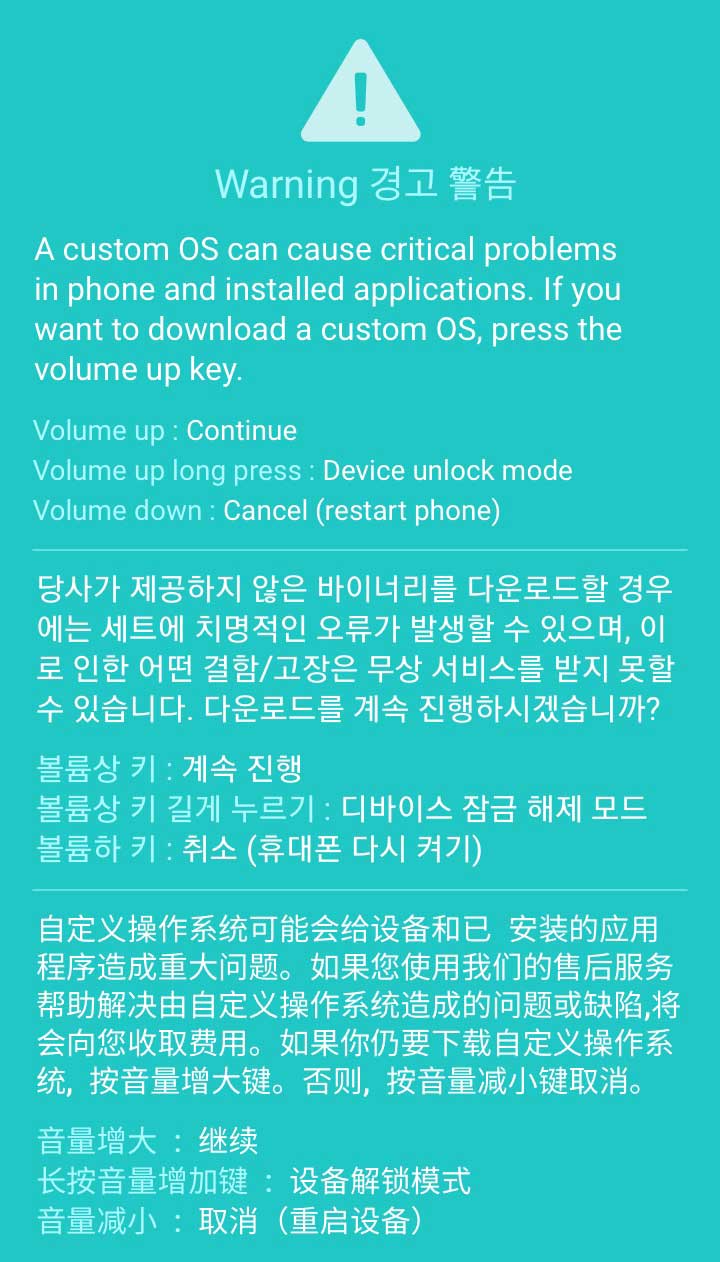 Warning 경고 警告
A custom OS can cause critical problems
in phone and installed applications. If you
want to download a custom OS, press the
volume up key.
Volume up : Continue
Volume up long press : Device unlock mode
Volume down : Cancel (restart phone)
당사가 제공하지 않은 바이너리를 다운로드할 경우
에는 세트에 치명적인 오류가 발생할 수 있으며, 이
로 인한 어떤 결함/고장은 무상 서비스를 받지 못할
수 있습니다. 다운로드를 계속 진행하시겠습니까?
볼륨상 키 : 계속 진행
볼륨상 키 길게 누르기 : 디바이스 잠금 해제 모드
볼륨하 키 : 취소 (휴대폰 다시 켜기)
自定义操作系统可能会给设备和已 安装的应用
程序造成重大问题。如果您使用我们的售后服务
帮助解决由自定义操作系统造成的问题或缺陷,将
会向您收取费用。如果你仍要下载自定义操作系
统, 按音量增大键。否则, 按音量减小键取消。
音量增大 : 继续
长按音量增加键 : 设备解锁模式
音量减小 : 取消（重启设备）